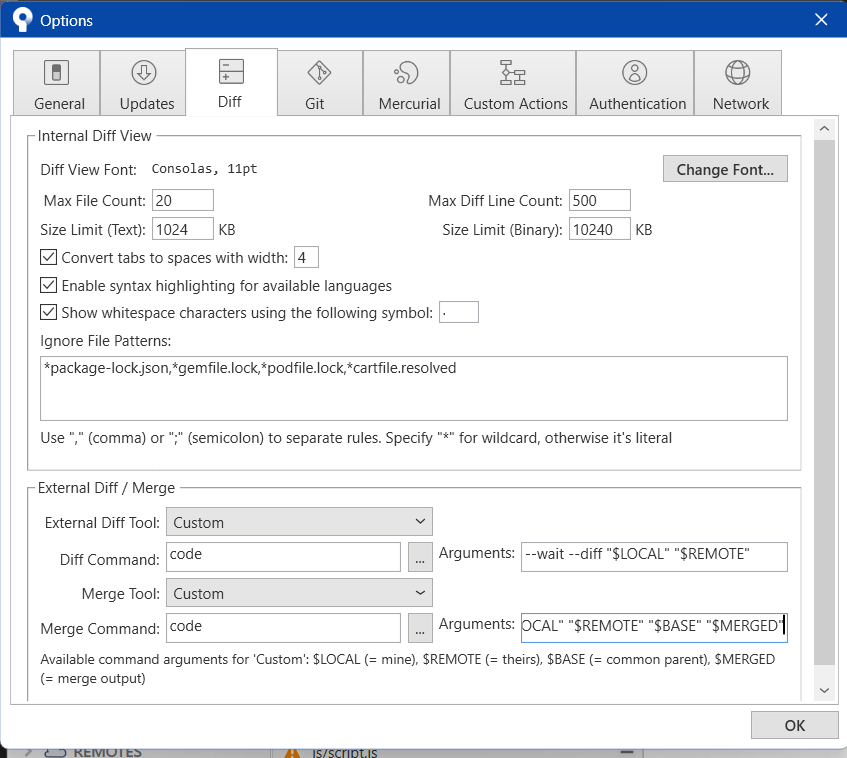 Options
General
Updates
Diff
Git
Mercurial
Custom Actions
Authentication
Network
Internal Diff View
Diff View Font: Consolas, 11pt
Change Font...
Max File Count: 20
Max Diff Line Count: 500
Size Limit (Text): 1024 KB
Size Limit (Binary): 10240 KB
Convert tabs to spaces with width: 4
Enable syntax highlighting for available languages
Show whitespace characters using the following symbol: ·
Ignore File Patterns:
*package-lock.json,*gemfile.lock,*podfile.lock,*cartfile.resolved
Use "," (comma) or ";" (semicolon) to separate rules. Specify "*" for wildcard, otherwise it's literal
External Diff / Merge
External Diff Tool: Custom
Diff Command: code ... Arguments: --wait --diff "$LOCAL" "$REMOTE"
Merge Tool: Custom
Merge Command: code ... Arguments: OCAL" "$REMOTE" "$BASE" "$MERGED"
Available command arguments for 'Custom': $LOCAL (= mine), $REMOTE (= theirs), $BASE (= common parent), $MERGED
(= merge output)
OK
REMOTES
js/script.js